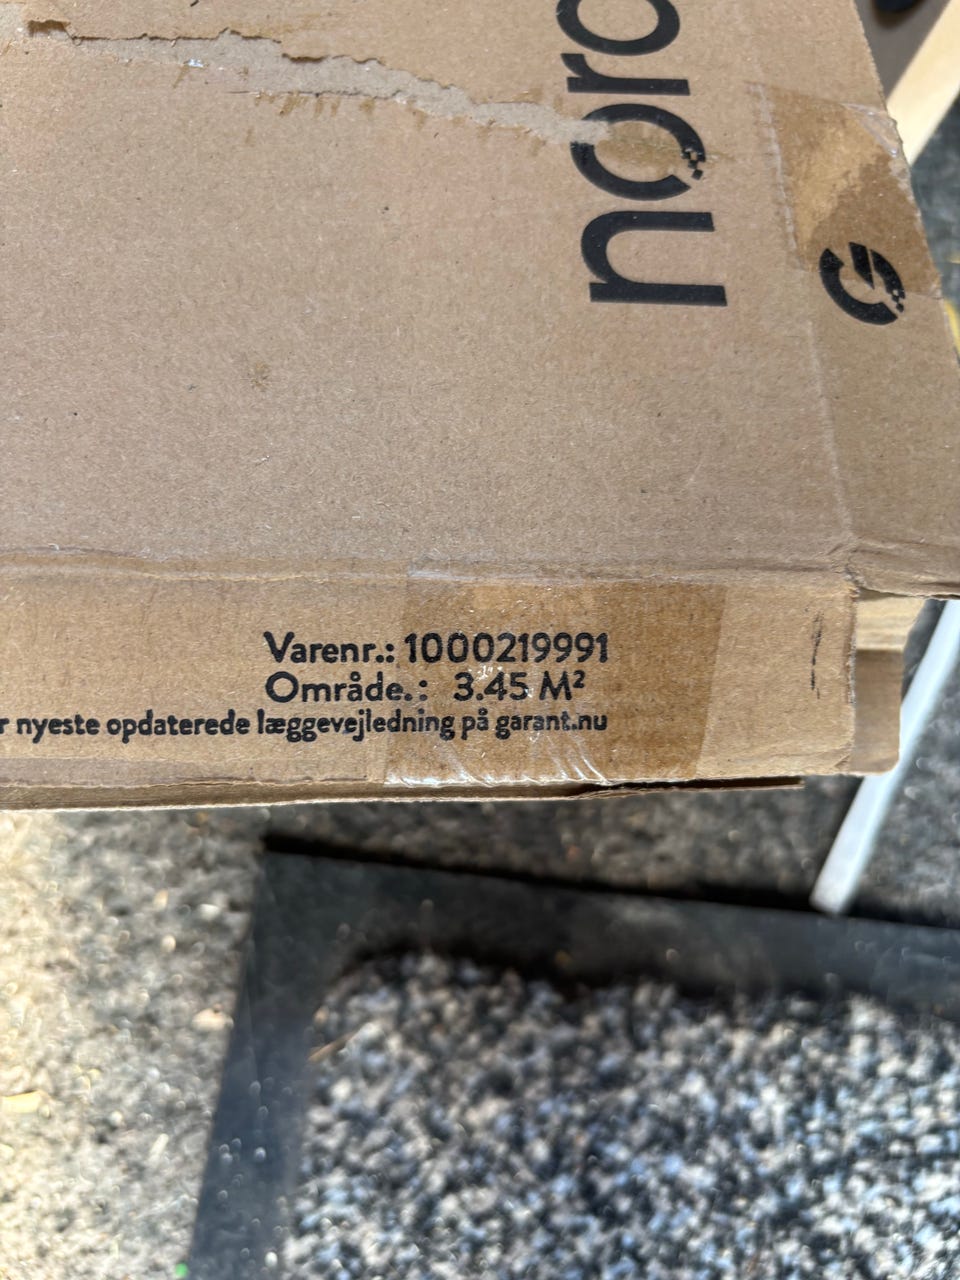 nord
Varenr.: 1000219991
Område.: 3.45 M²
nyeste opdaterede læggevejledning på garant.nu